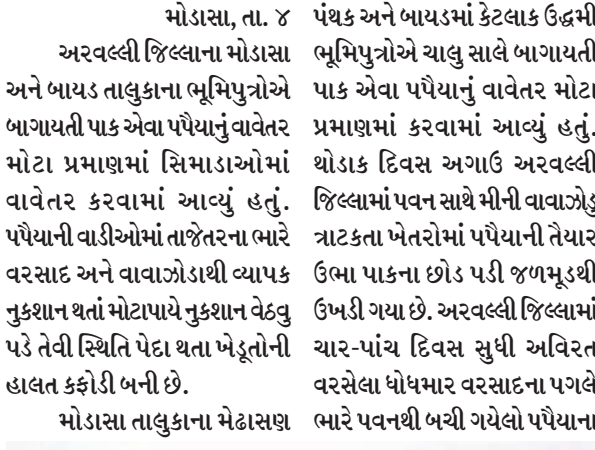 મોડાસા, તા. ૪
અરવલ્લી જિલ્લાના મોડાસા
અને બાયડ તાલુકાના ભૂમિપુત્રોએ
બાગાયતી પાક એવા પપૈયાનું વાવેતર
મોટા પ્રમાણમાં સિમાડાઓમાં
વાવેતર કરવામાં આવ્યું હતું.
પપૈયાની વાડીઓમાં તાજેતરના ભારે
વરસાદ અને વાવાઝોડાથી વ્યાપક
નુકશાન થતાં મોટાપાયે નુકશાન વેઠવુ
પડે તેવી સ્થિતિ પેદા થતા ખેડૂતોની
હાલત કફોડી બની છે.
મોડાસા તાલુકાના મેઢાસણ
પંથક અને બાયડમાં કેટલાક ઉદ્યમી
ભૂમિપુત્રોએ ચાલુ સાલે બાગાયતી
પાક એવા પપૈયાનું વાવેતર મોટા
પ્રમાણમાં કરવામાં આવ્યું હતું.
થોડાક દિવસ અગાઉ અરવલ્લી
જિલ્લામાં પવન સાથે મીની વાવાઝોડુ
ત્રાટકતા ખેતરોમાં પપૈયાની તૈયાર
ઉભા પાકના છોડ પડી જળમૂડથી
ઉખડી ગયા છે. અરવલ્લી જિલ્લામાં
ચાર-પાંચ દિવસ સુધી અવિરત
વરસેલા ધોધમાર વરસાદના પગલે
ભારે પવનથી બચી ગયેલો પપૈયાના